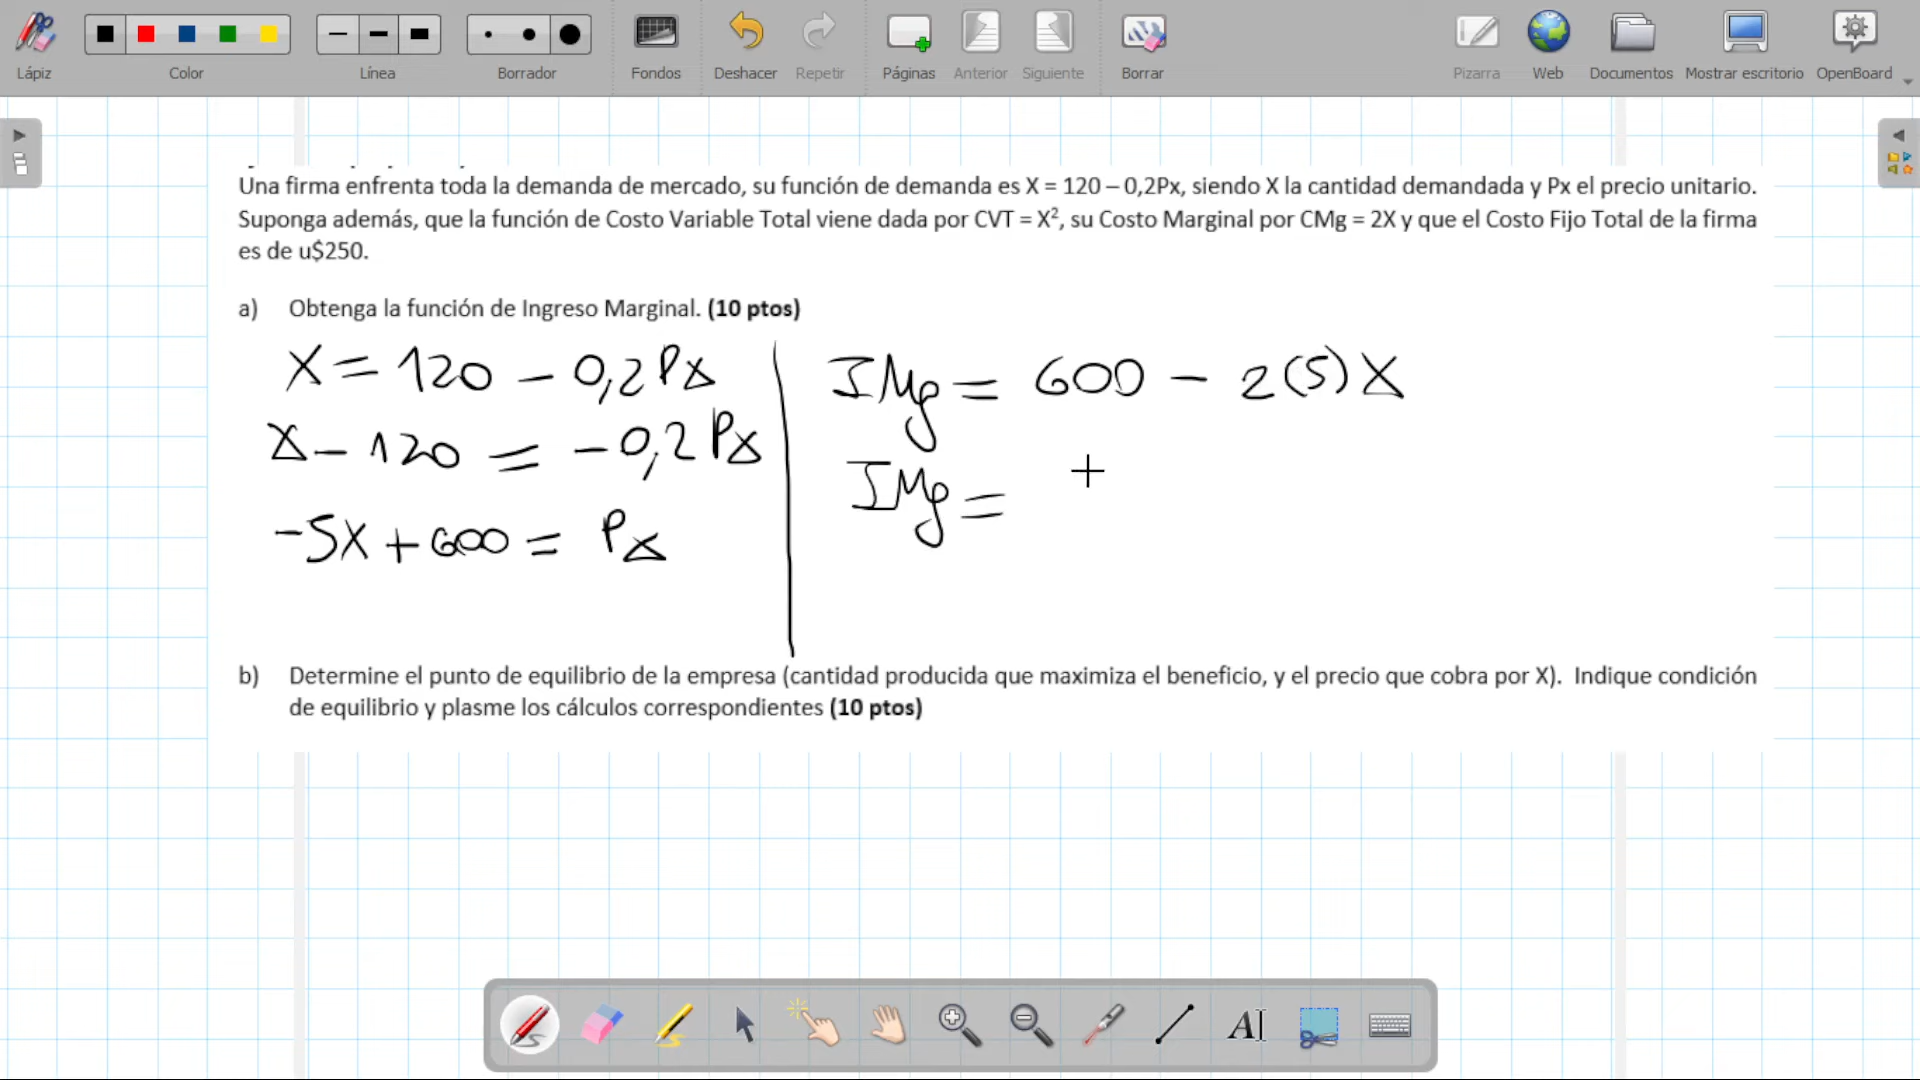 Lápiz Color Línea Borrador Fondos Deshacer Repetir Páginas Anterior Siguiente Borrar Pizarra Web Documentos Mostrar escritorio OpenBoard
Una firma enfrenta toda la demanda de mercado, su función de demanda es X = 120 – 0,2Px, siendo X la cantidad demandada y Px el precio unitario.
Suponga además, que la función de Costo Variable Total viene dada por CVT = X², su Costo Marginal por CMg = 2X y que el Costo Fijo Total de la firma
es de u$250.
a) Obtenga la función de Ingreso Marginal. (10 ptos)
X = 120 – 0,2Px
X – 120 = – 0,2Px
-5X + 600 = Px
IMg = 600 – 2(5)X
IMg =
b) Determine el punto de equilibrio de la empresa (cantidad producida que maximiza el beneficio, y el precio que cobra por X). Indique condición
de equilibrio y plasme los cálculos correspondientes (10 ptos)
AI